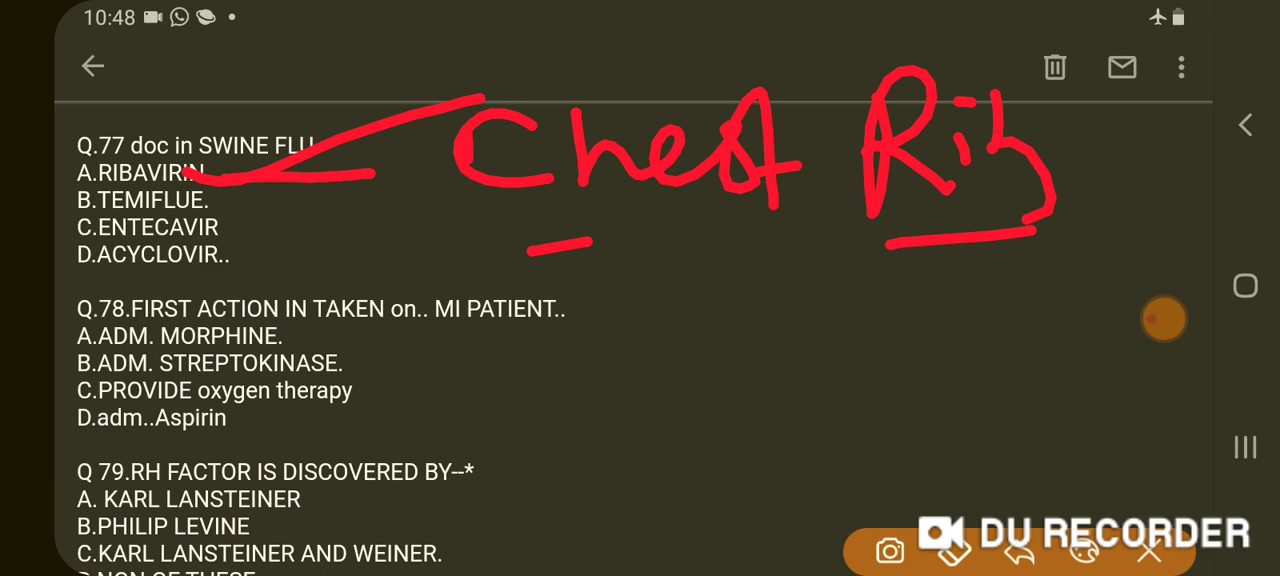 10:48
Q.77 doc in SWINE FLU
A.RIBAVIRIN
B.TEMIFLUE.
C.ENTECAVIR
D.ACYCLOVIR..
Chest Rib
Q.78.FIRST ACTION IN TAKEN on.. MI PATIENT..
A.ADM. MORPHINE.
B.ADM. STREPTOKINASE.
C.PROVIDE oxygen therapy
D.adm..Aspirin
Q 79.RH FACTOR IS DISCOVERED BY--*
A. KARL LANSTEINER
B.PHILIP LEVINE
C.KARL LANSTEINER AND WEINER.
DU RECORDER